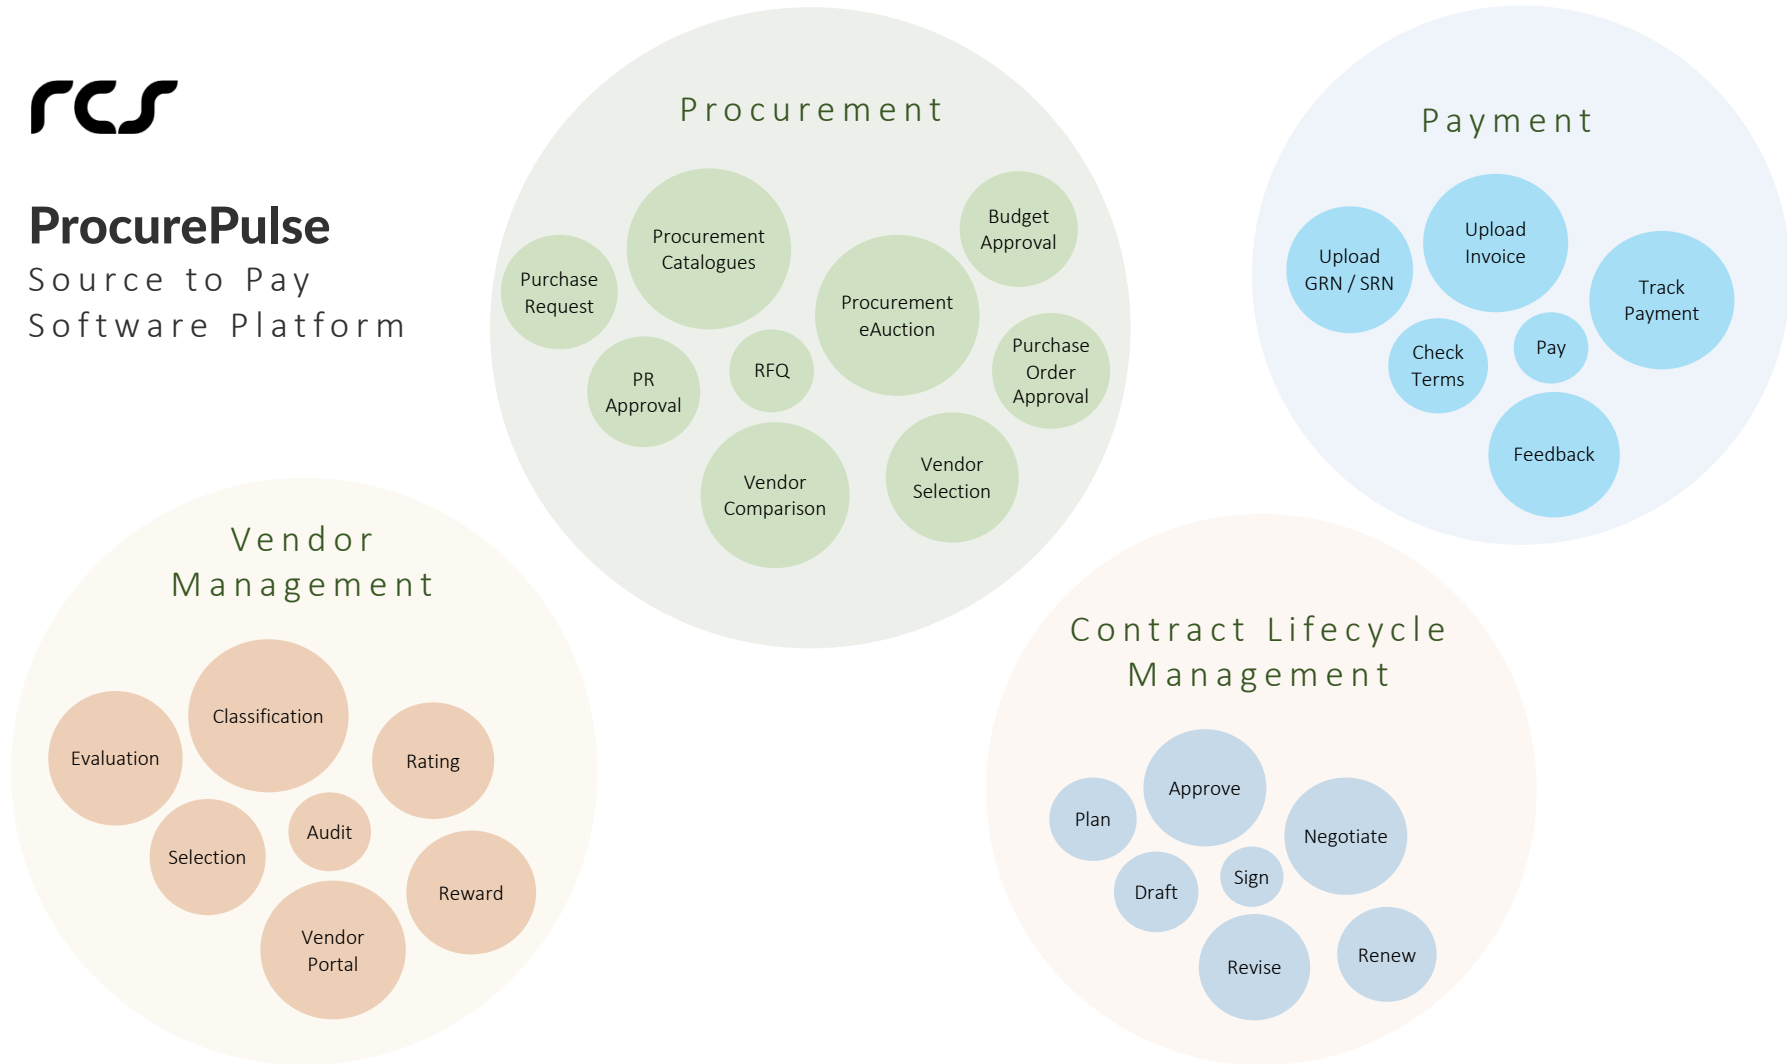 rcs
ProcurePulse
Source to Pay
Software Platform
Procurement
Purchase
Request
Procurement
Catalogues
Procurement
eAuction
Budget
Approval
PR
Approval
RFQ
Purchase
Order
Approval
Vendor
Comparison
Vendor
Selection
Payment
Upload
GRN / SRN
Upload
Invoice
Track
Payment
Check
Terms
Pay
Feedback
Vendor
Management
Evaluation
Classification
Rating
Selection
Audit
Reward
Vendor
Portal
Contract Lifecycle
Management
Plan
Approve
Negotiate
Draft
Sign
Revise
Renew